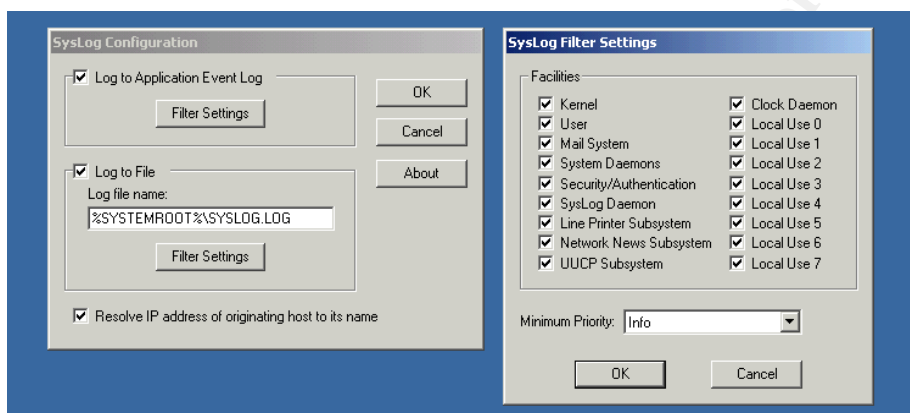 SysLog Configuration
Log to Application Event Log
Filter Settings
OK
Cancel
Log to File
About
Log file name:
%SYSTEMROOT%\SYSLOG.LOG
Filter Settings
Resolve IP address of originating host to its name
SysLog Filter Settings
Facilities
Kernel
User
Mail System
System Daemons
Security/Authentication
SysLog Daemon
Line Printer Subsystem
Network News Subsystem
UUCP Subsystem
Clock Daemon
Local Use 0
Local Use 1
Local Use 2
Local Use 3
Local Use 4
Local Use 5
Local Use 6
Local Use 7
Minimum Priority: Info
OK
Cancel